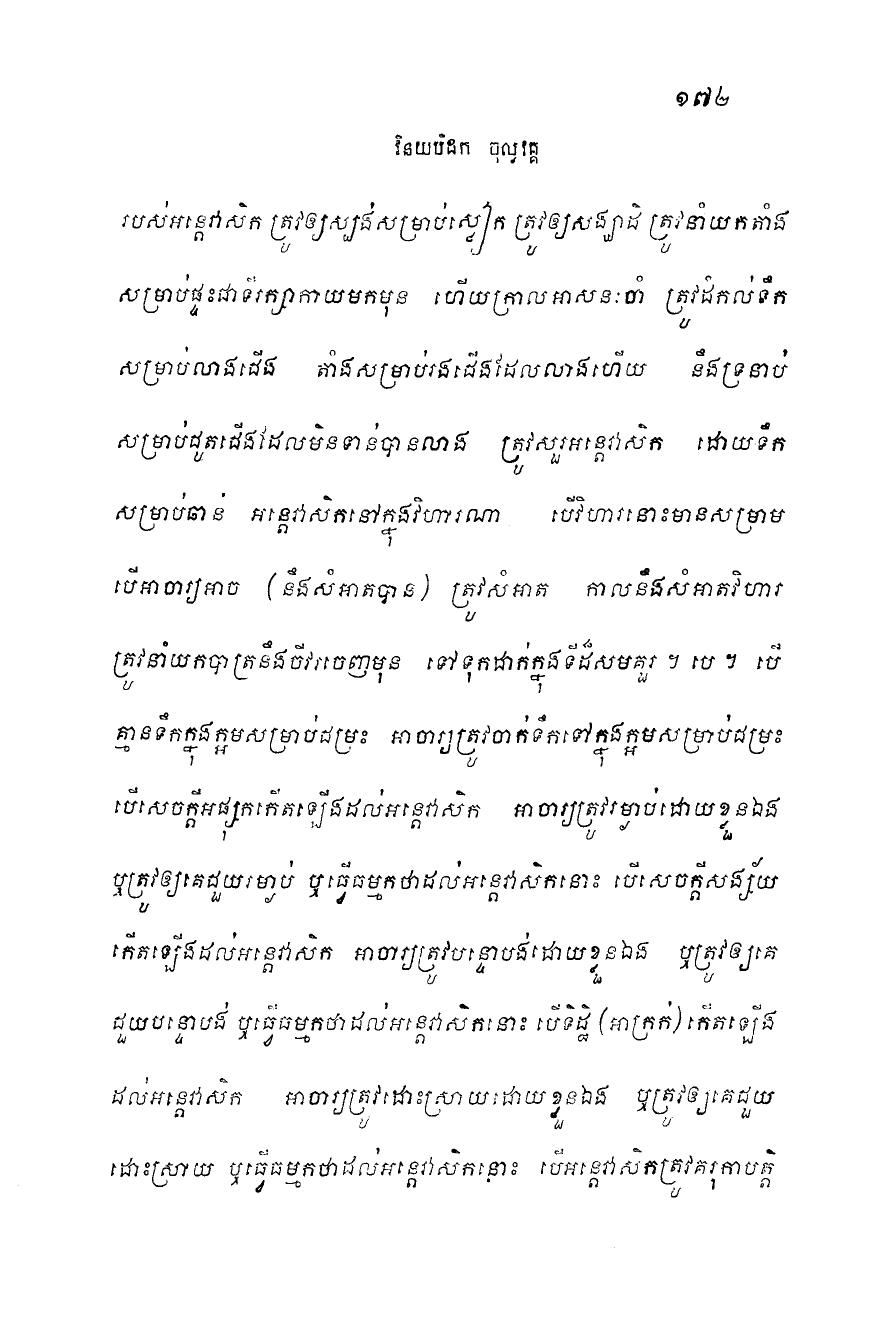 ១៧២
វិនយបិដក ចុល្លវគ្គ
របស់អន្តេវាសិក ត្រូវឲ្យស្បង់សម្រាប់ស្លៀក ត្រូវឲ្យសង្ឃាដិ ត្រូវនាំយកតាំង
សម្រាប់ផ្ទះជាទីរក្សាកាយមកមុន ហើយក្រាលអាសនៈចាំ ត្រូវដំកល់ទឹក
សម្រាប់លាងជើង តាំងសម្រាប់រងជើងដែលលាងហើយ នឹងទ្រនាប់
សម្រាប់ជូតជើងដែលមិនទាន់បានលាង ត្រូវសួរអន្តេវាសិក ដោយទឹក
សម្រាប់ឆាន់ អន្តេវាសិកនៅក្នុងវិហារណា បើវិហារនោះមានសម្រាម
បើអាចារ្យអាច (នឹងសំអាតបាន) ត្រូវសំអាត កាលនឹងសំអាតវិហារ
ត្រូវនាំយកបាត្រនឹងចីវរចេញមុន ទៅទុកដាក់ក្នុងទីដ៏សមគួរ ។ បេ ។ បើ
គ្មានទឹកក្នុងក្អមសម្រាប់ជម្រះ អាចារ្យត្រូវចាក់ទឹកទៅក្នុងក្អមសម្រាប់ជម្រះ
បើសេចក្តីអផ្សុកកើតឡើងដល់អន្តេវាសិក អាចារ្យត្រូវរម្ងាប់ដោយខ្លួនឯង
ឬត្រូវឲ្យគេជួយរម្ងាប់ ឬធ្វើធម្មកថាដល់អន្តេវាសិកនោះ បើសេចក្តីសង្ស័យ
កើតឡើងដល់អន្តេវាសិក អាចារ្យត្រូវបន្ទោបង់ដោយខ្លួនឯង ឬត្រូវឲ្យគេ
ជួយបន្ទោបង់ ឬធ្វើធម្មកថាដល់អន្តេវាសិកនោះ បើទិដ្ឋិ (អាក្រក់) កើតឡើង
ដល់អន្តេវាសិក អាចារ្យត្រូវដោះស្រាយដោយខ្លួនឯង ឬត្រូវឲ្យគេជួយ
ដោះស្រាយ ឬធ្វើធម្មកថាដល់អន្តេវាសិកនោះ បើអន្តេវាសិកត្រូវគរុកាបត្តិ